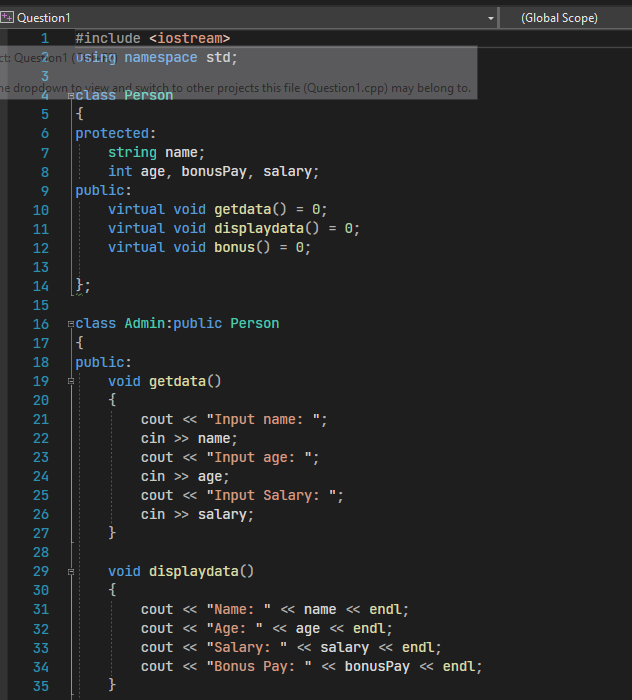 Question1 (Global Scope)
1 #include <iostream>
ct: Question1 (
2 using namespace std;
3
ne dropdown to view and switch to other projects this file (Question1.cpp) may belong to.
4 class Person
5 {
6 protected:
7 string name;
8 int age, bonusPay, salary;
9 public:
10 virtual void getdata() = 0;
11 virtual void displaydata() = 0;
12 virtual void bonus() = 0;
13
14 };
15
16 class Admin:public Person
17 {
18 public:
19 void getdata()
20 {
21 cout << "Input name: ";
22 cin >> name;
23 cout << "Input age: ";
24 cin >> age;
25 cout << "Input Salary: ";
26 cin >> salary;
27 }
28
29 void displaydata()
30 {
31 cout << "Name: " << name << endl;
32 cout << "Age: " << age << endl;
33 cout << "Salary: " << salary << endl;
34 cout << "Bonus Pay: " << bonusPay << endl;
35 }